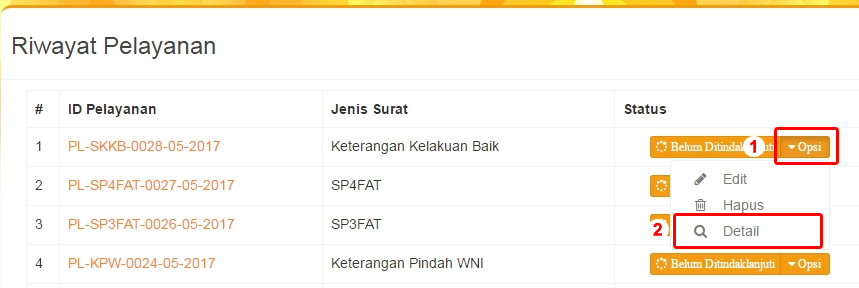 Riwayat Pelayanan
# ID Pelayanan Jenis Surat Status
1 PL-SKKB-0028-05-2017 Keterangan Kelakuan Baik Belum Ditindaklanjuti 1 Opsi
Edit
2 PL-SP4FAT-0027-05-2017 SP4FAT
Hapus
3 PL-SP3FAT-0026-05-2017 SP3FAT
2 Detail
4 PL-KPW-0024-05-2017 Keterangan Pindah WNI Belum Ditindaklanjuti Opsi